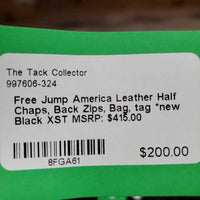 The Tack Collector
997606-324
Free Jump America Leather Half
Chaps, Back Zips, Bag, tag *new
Black XST MSRP: $415.00
8FGA61
$200.00